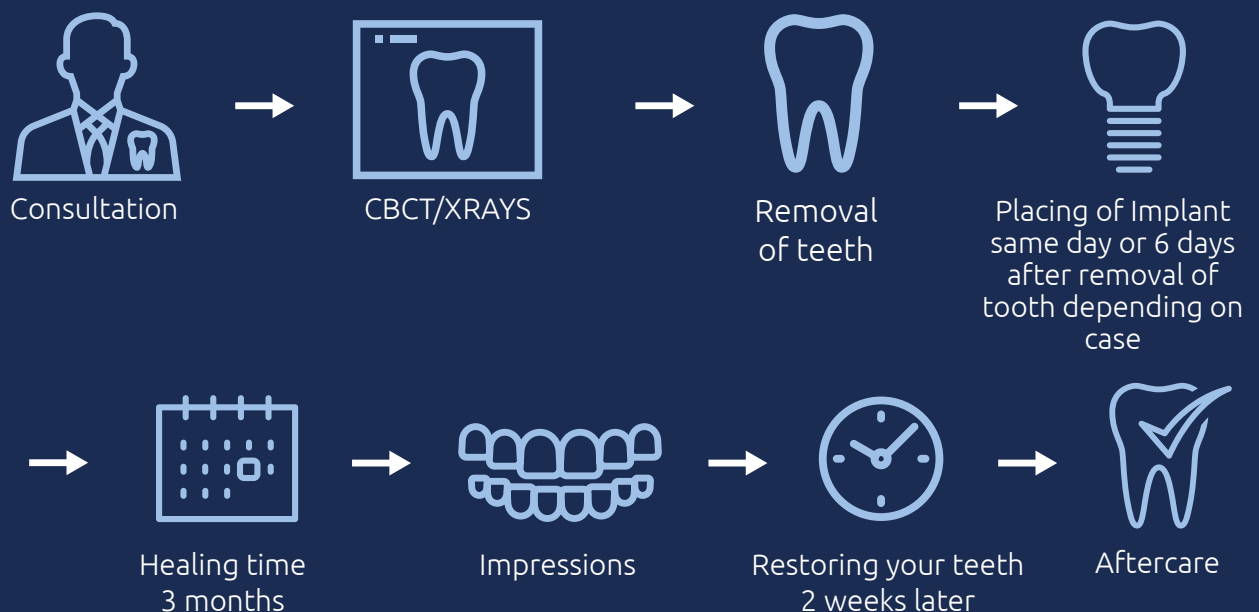 Consultation
CBCT/XRAYS
Removal
of teeth
Placing of Implant
same day or 6 days
after removal of
tooth depending on
case
Healing time
3 months
Impressions
Restoring your teeth
2 weeks later
Aftercare